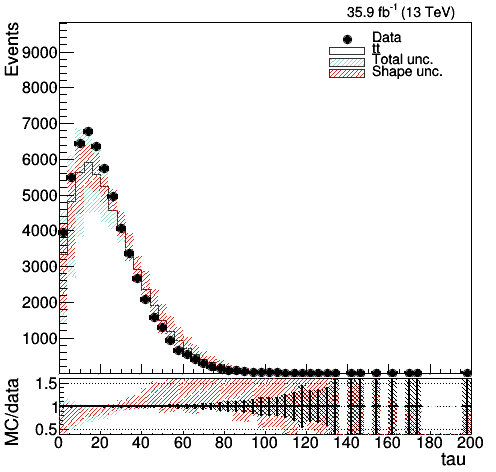 35.9 fb⁻¹ (13 TeV)
Events
9000
8000
7000
6000
5000
4000
3000
2000
1000
Data
tt
Total unc.
Shape unc.
MC/data
1.5
1
0.5
0 20 40 60 80 100 120 140 160 180 200
tau